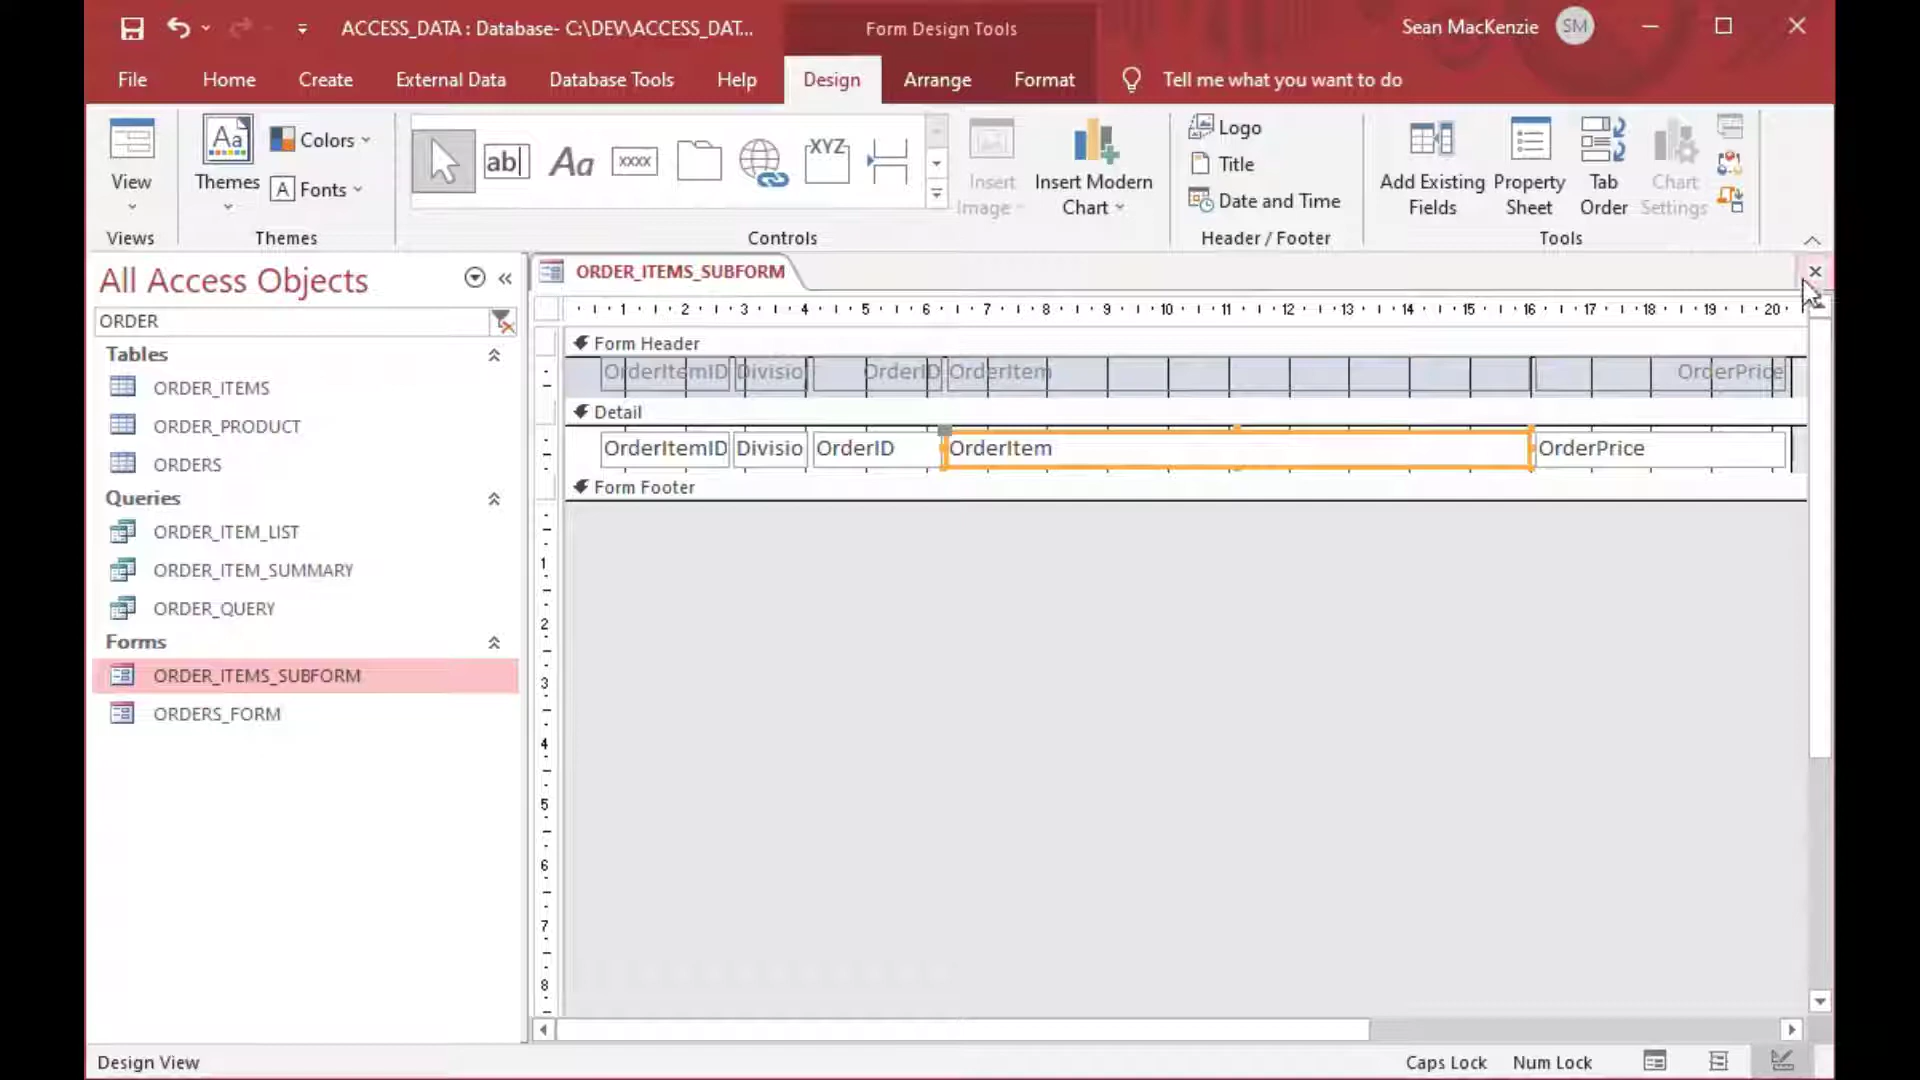 ACCESS_DATA : Database- C:\DEV\ACCESS_DAT...
Form Design Tools
Sean MacKenzie
SM
File
Home
Create
External Data
Database Tools
Help
Design
Arrange
Format
Tell me what you want to do
View
Views
Aa
Themes
Colors
A Fonts
Themes
ab|
Aa
xxxx
XYZ
Controls
Insert
Image
Insert Modern
Chart
Logo
Title
Date and Time
Header / Footer
Add Existing
Fields
Property
Sheet
Tab
Order
Chart
Settings
Tools
All Access Objects
ORDER
Tables
ORDER_ITEMS
ORDER_PRODUCT
ORDERS
Queries
ORDER_ITEM_LIST
ORDER_ITEM_SUMMARY
ORDER_QUERY
Forms
ORDER_ITEMS_SUBFORM
ORDERS_FORM
ORDER_ITEMS_SUBFORM
1 2 3 4 5 6 7 8 9 10 11 12 13 14 15 16 17 18 19 20
Form Header
OrderItemID Divisio OrderID OrderItem OrderPrice
Detail
OrderItemID Divisio OrderID OrderItem OrderPrice
Form Footer
1
2
3
4
5
6
7
8
Design View
Caps Lock
Num Lock